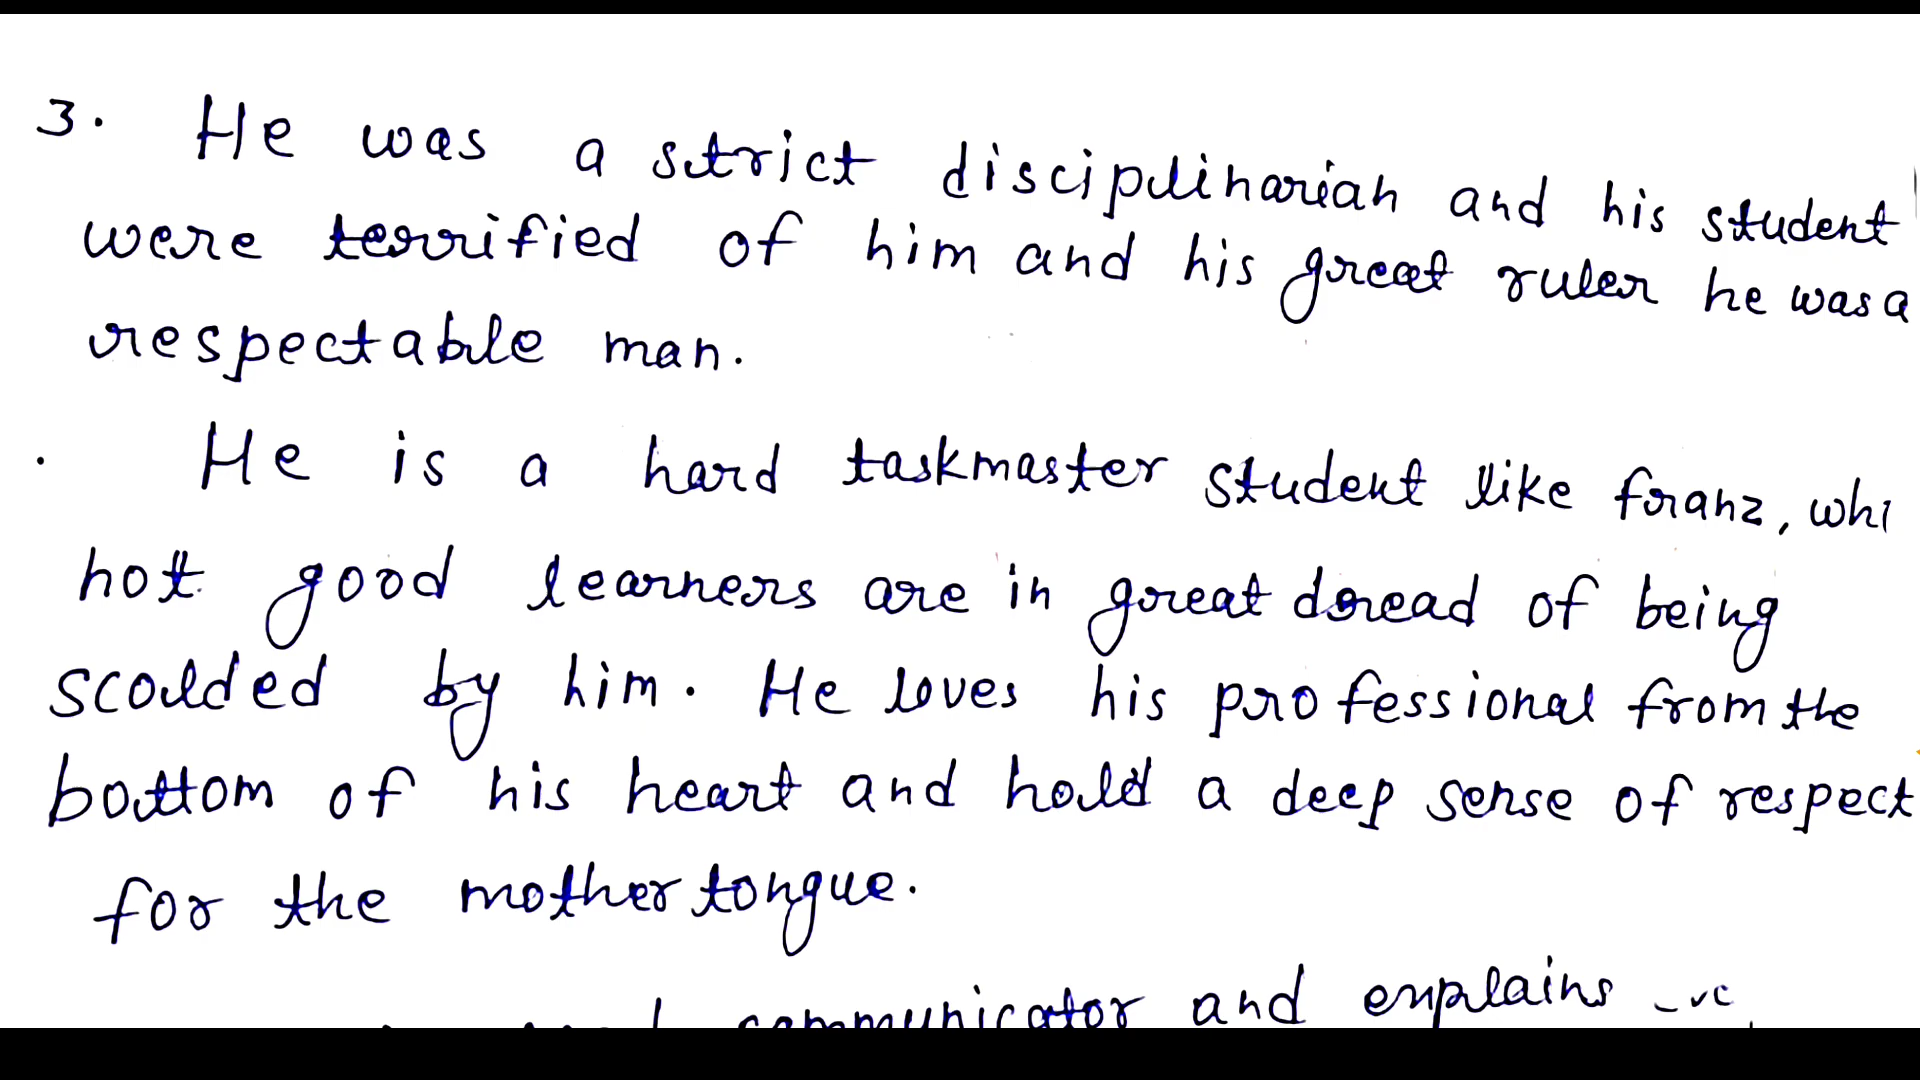 3. He was a strict disciplinarian and his student
were terrified of him and his great ruler he was a
respectable man.
. He is a hard taskmaster student like franz, whi
not good learners are in great dread of being
scolded by him. He loves his professional from the
bottom of his heart and hold a deep sense of respect
for the mother tongue.
communicator and explains